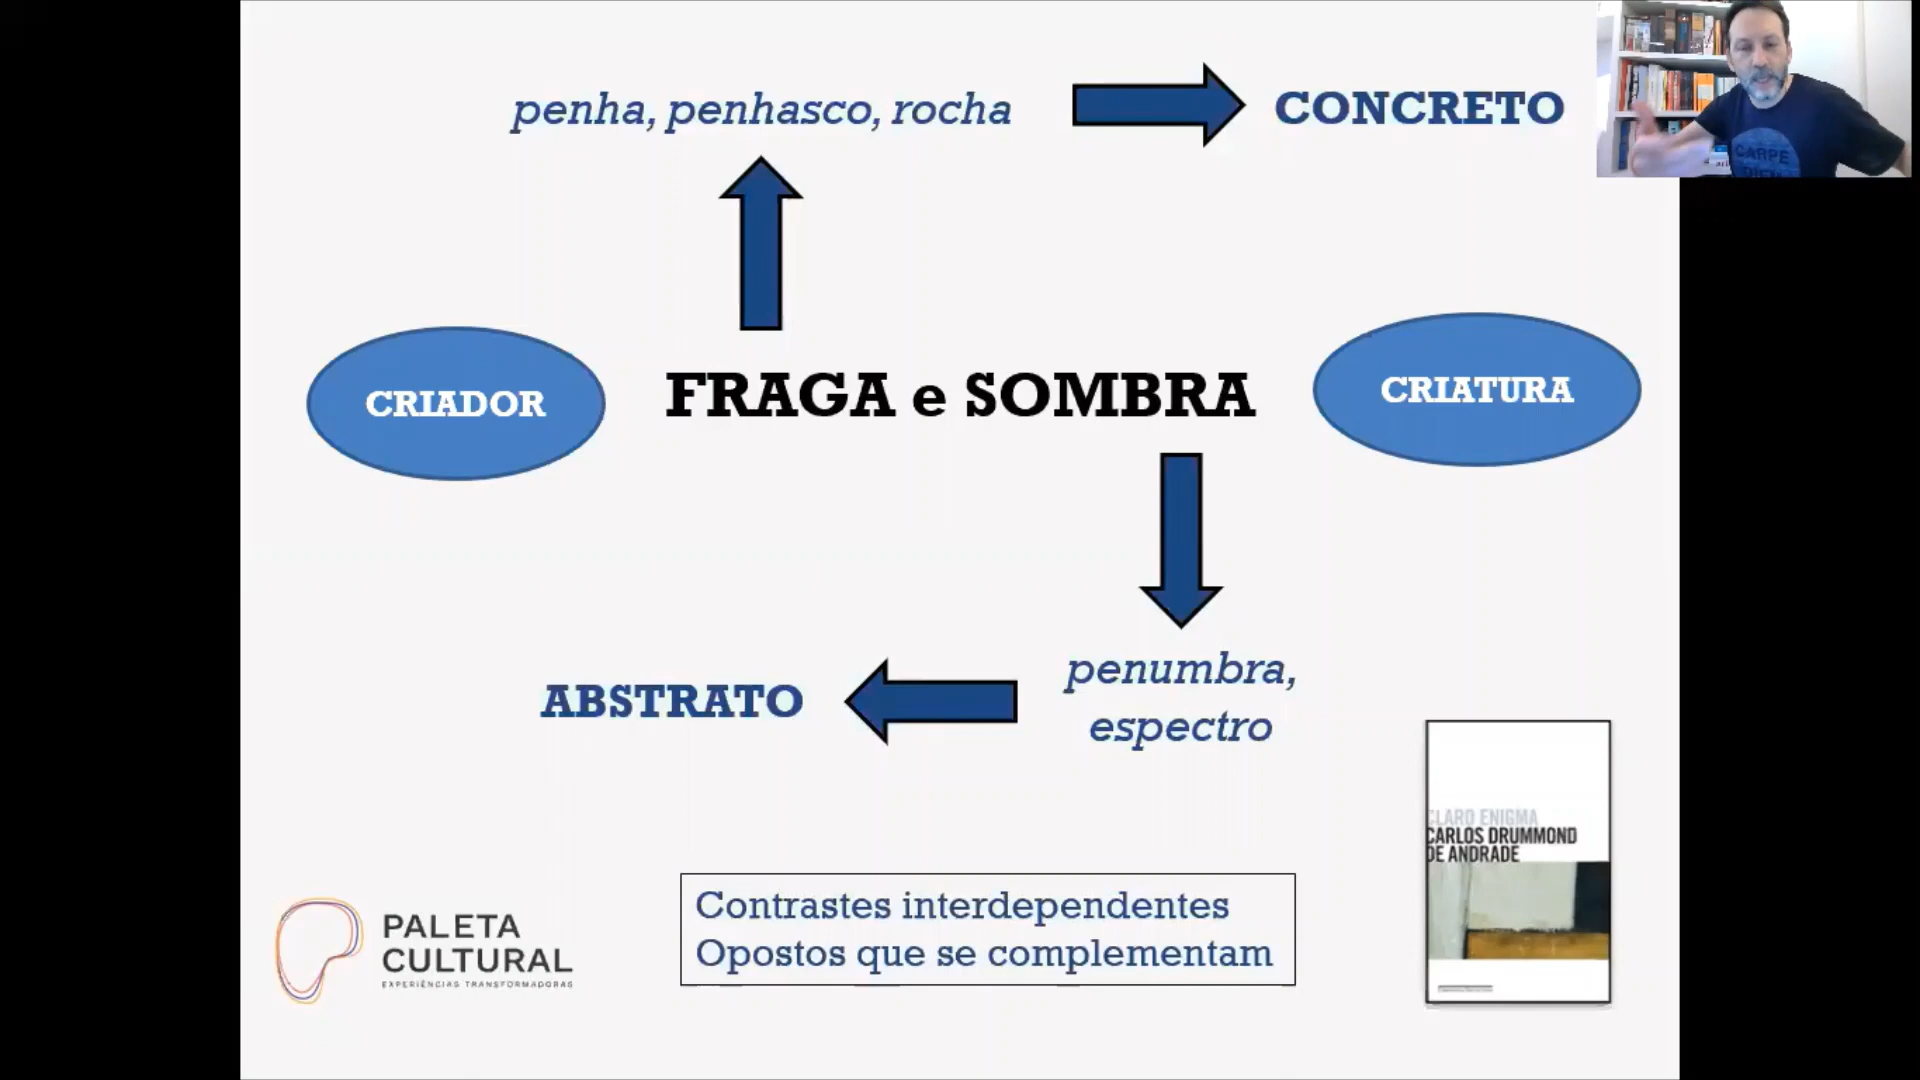 penha, penhasco, rocha
CONCRETO
CARPE
CRIADOR
FRAGA e SOMBRA
CRIATURA
ABSTRATO
penumbra,
espectro
CLARO ENIGMA
CARLOS DRUMMOND
DE ANDRADE
PALETA
CULTURAL
EXPERIÊNCIAS TRANSFORMADORAS
Contrastes interdependentes
Opostos que se complementam